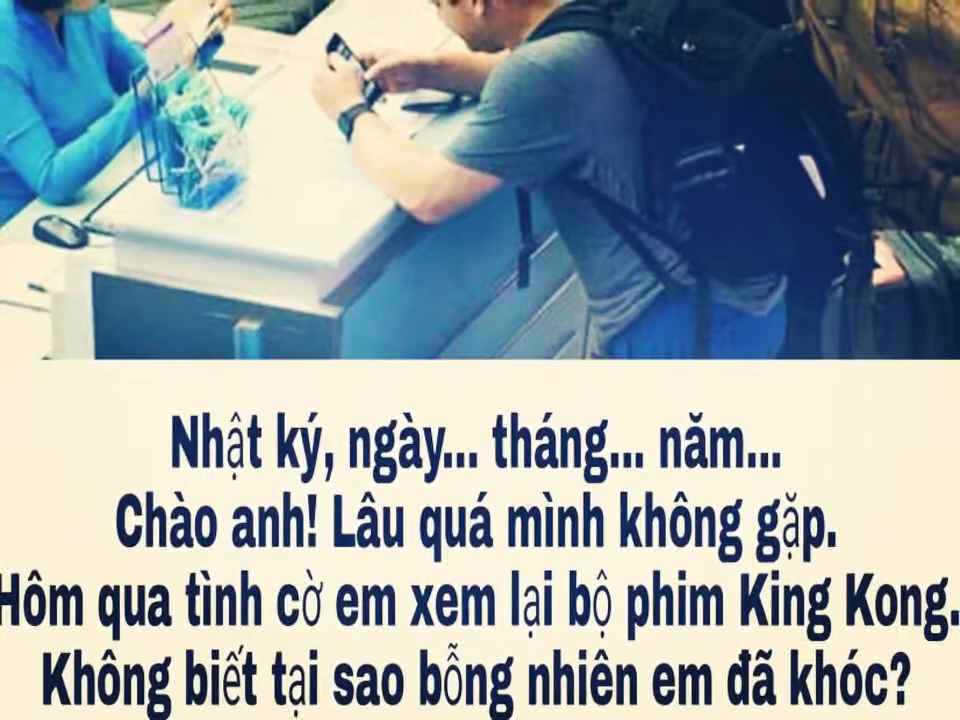 Nhật ký, ngày... tháng... năm...
Chào anh! Lâu quá mình không gặp.
Hôm qua tình cờ em xem lại bộ phim King Kong.
Không biết tại sao bỗng nhiên em đã khóc?